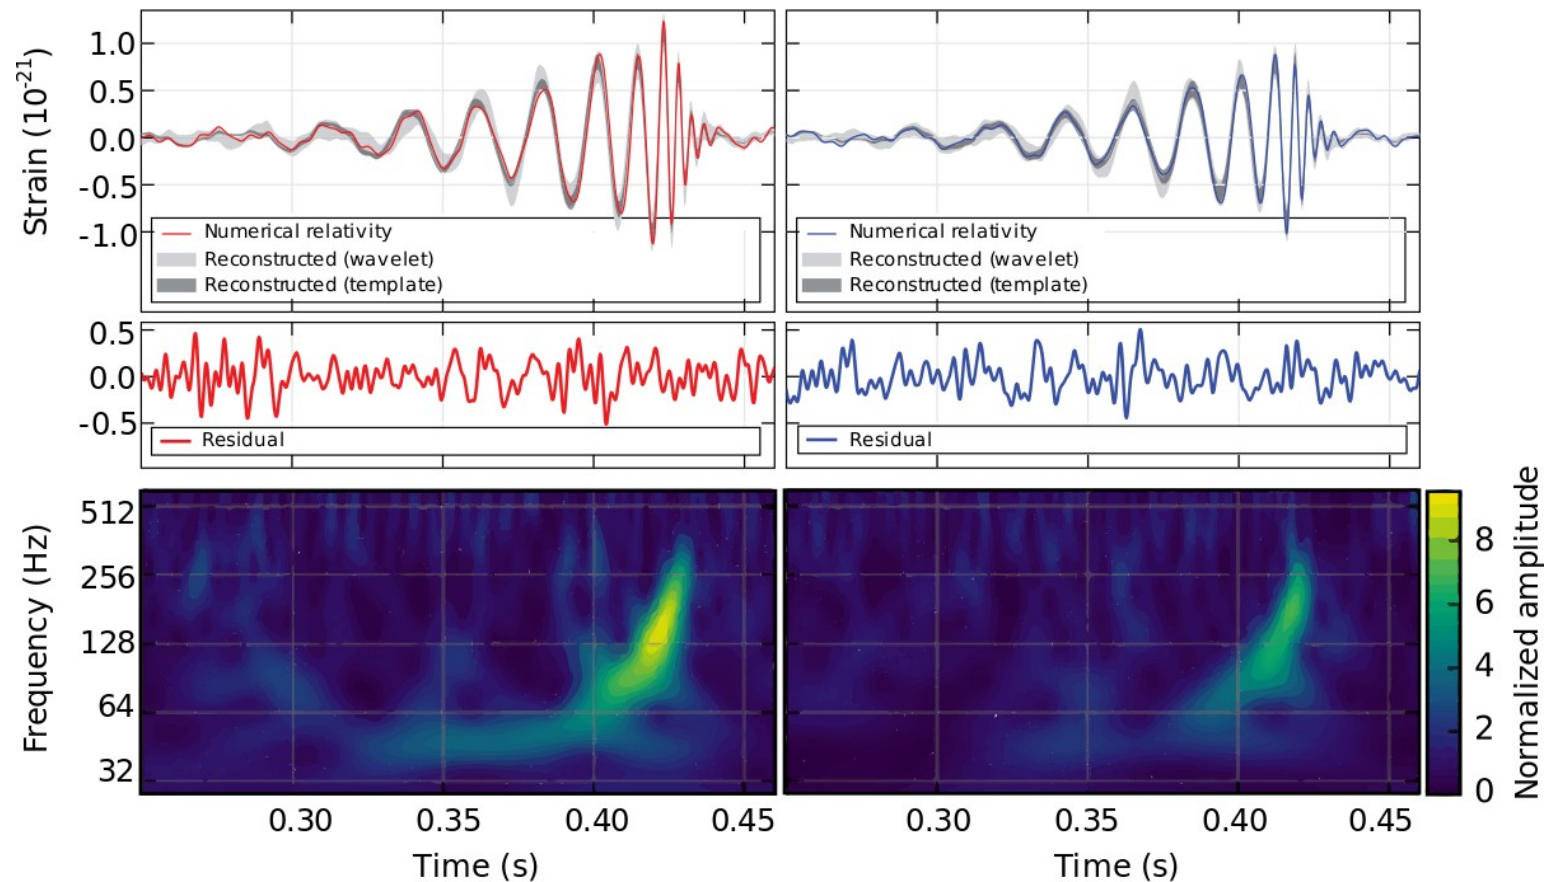 Strain (10⁻²¹)
1.0
0.5
0.0
-0.5
-1.0
Numerical relativity
Reconstructed (wavelet)
Reconstructed (template)
Numerical relativity
Reconstructed (wavelet)
Reconstructed (template)
0.5
0.0
-0.5
Residual
Residual
Frequency (Hz)
512
256
128
64
32
0.30 0.35 0.40 0.45
Time (s)
0.30 0.35 0.40 0.45
Time (s)
8
6
4
2
0
Normalized amplitude